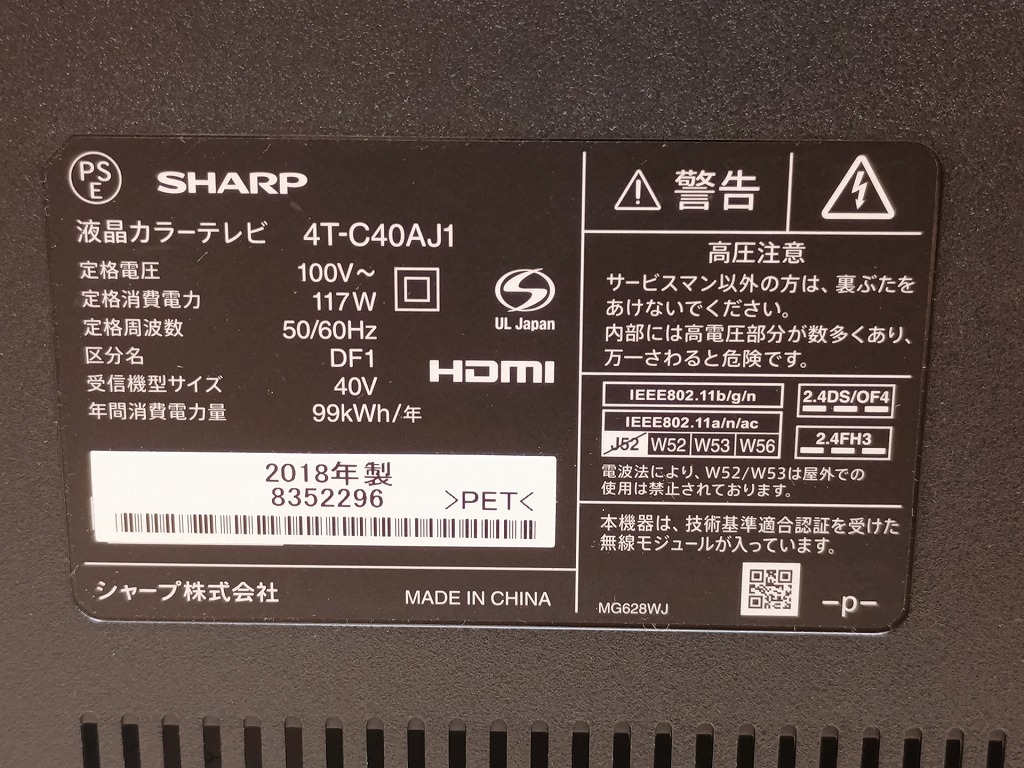 PS
E
SHARP
液晶カラーテレビ 4T-C40AJ1
定格電圧 100V～
定格消費電力 117W
定格周波数 50/60Hz
区分名 DF1
受信機型サイズ 40V
年間消費電力量 99kWh/年
UL Japan
HDMI
2018年製
8352296 >PET<
シャープ株式会社 MADE IN CHINA
警告
高圧注意
サービスマン以外の方は、裏ぶたを
あけないでください。
内部には高電圧部分が数多くあり、
万一さわると危険です。
IEEE802.11b/g/n
2.4DS/OF4
IEEE802.11a/n/ac
J52 W52 W53 W56
2.4FH3
電波法により、W52/W53は屋外での
使用は禁止されております。
本機器は、技術基準適合認証を受けた
無線モジュールが入っています。
MG628WJ
-p-